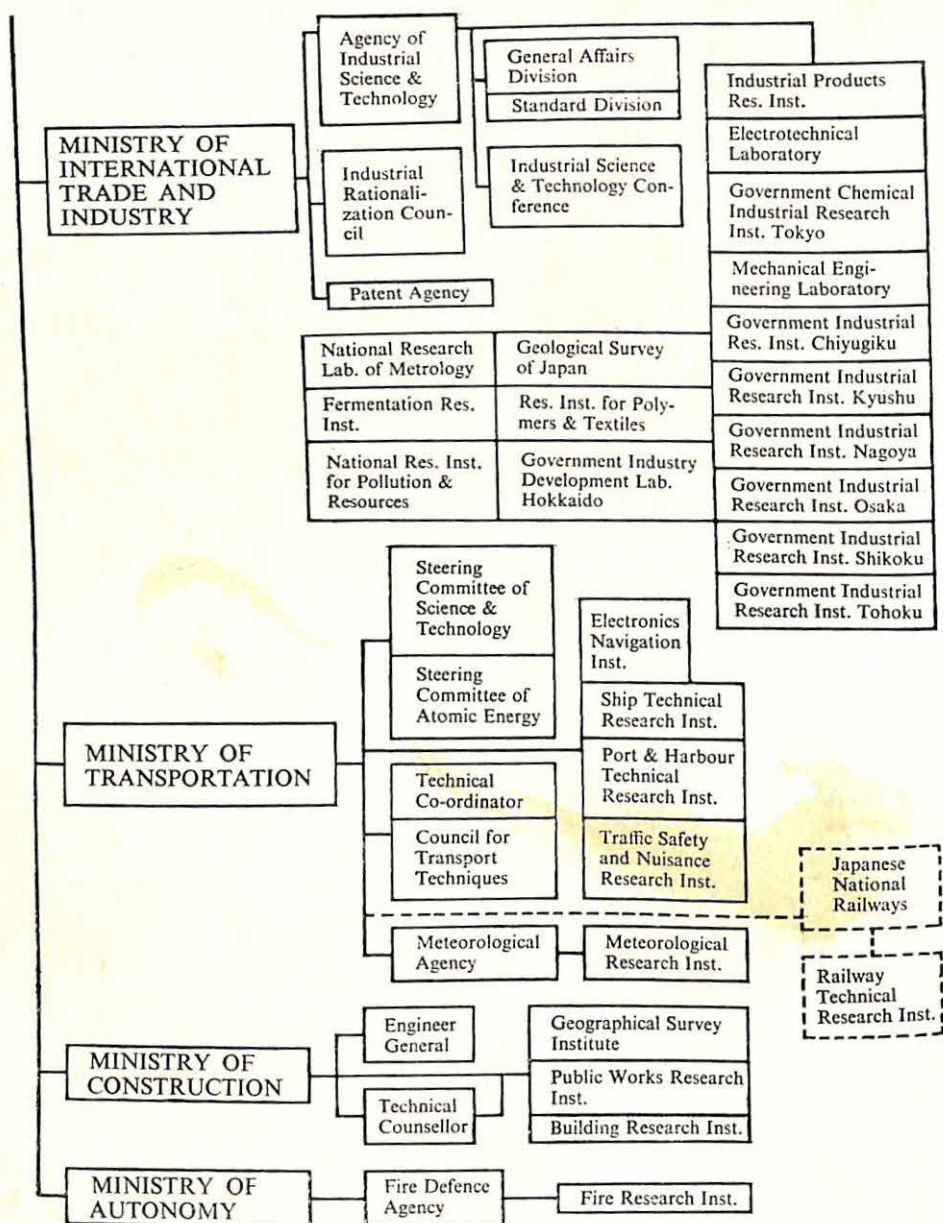 MINISTRY OF
INTERNATIONAL
TRADE AND
INDUSTRY
Agency of
Industrial
Science &
Technology
Industrial
Rationali-
zation Coun-
cil
Patent Agency
General Affairs
Division
Standard Division
Industrial Science
& Technology Con-
ference
Industrial Products
Res. Inst.
Electrotechnical
Laboratory
Government Chemical
Industrial Research
Inst. Tokyo
Mechanical Engi-
neering Laboratory
Government Industrial
Res. Inst. Chiyugiku
Government Industrial
Research Inst. Kyushu
Government Industrial
Research Inst. Nagoya
Government Industrial
Research Inst. Osaka
Government Industrial
Research Inst. Shikoku
Government Industrial
Research Inst. Tohoku
National Research
Lab. of Metrology
Geological Survey
of Japan
Fermentation Res.
Inst.
Res. Inst. for Poly-
mers & Textiles
National Res. Inst.
for Pollution &
Resources
Government Industry
Development Lab.
Hokkaido
MINISTRY OF
TRANSPORTATION
Steering
Committee of
Science &
Technology
Steering
Committee of
Atomic Energy
Technical
Co-ordinator
Council for
Transport
Techniques
Meteorological
Agency
Electronics
Navigation
Inst.
Ship Technical
Research Inst.
Port & Harbour
Technical
Research Inst.
Traffic Safety
and Nuisance
Research Inst.
Meteorological
Research Inst.
Japanese
National
Railways
Railway
Technical
Research Inst.
MINISTRY OF
CONSTRUCTION
Engineer
General
Technical
Counsellor
Geographical Survey
Institute
Public Works Research
Inst.
Building Research Inst.
MINISTRY OF
AUTONOMY
Fire Defence
Agency
Fire Research Inst.